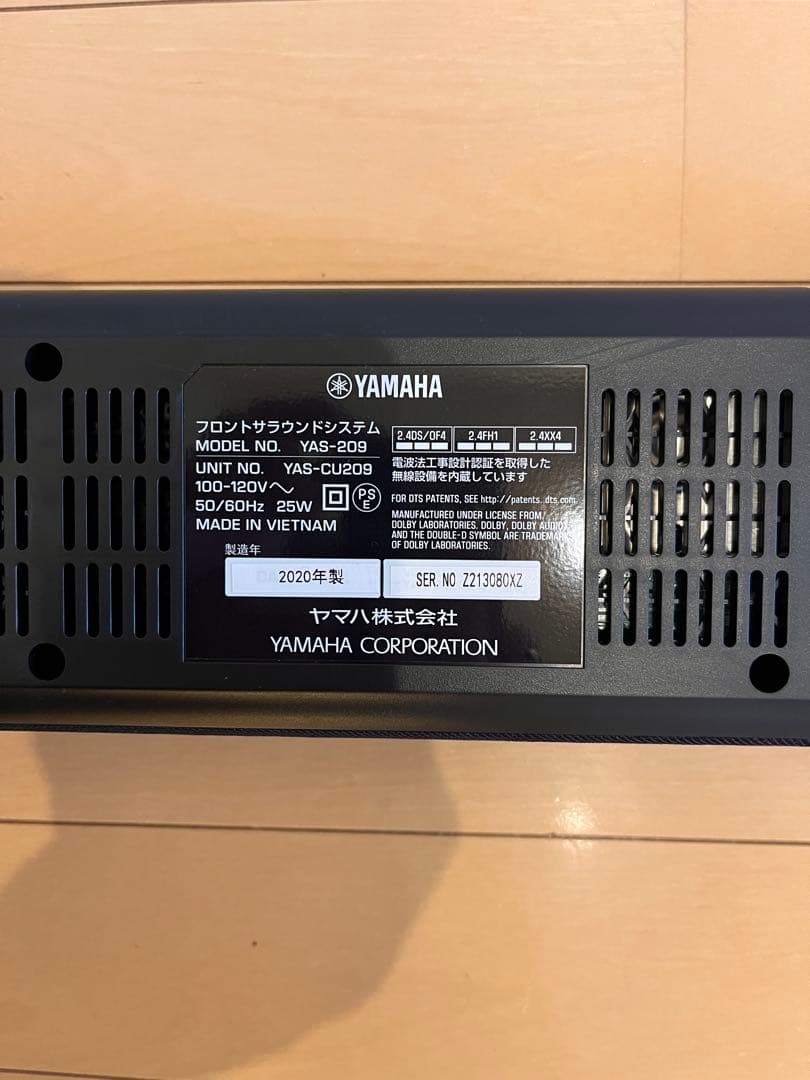 YAMAHA
フロントサラウンドシステム
MODEL NO. YAS-209
UNIT NO. YAS-CU209
100-120V～
50/60Hz 25W
PS E
MADE IN VIETNAM
2.4DS/OF4 2.4FH1 2.4XX4
電波法工事設計認証を取得した
無線設備を内蔵しています
FOR DTS PATENTS, SEE http://patents.dts.com.
MANUFACTURED UNDER LICENSE FROM
DOLBY LABORATORIES. DOLBY, DOLBY AUDIO,
AND THE DOUBLE-D SYMBOL ARE TRADEMARKS
OF DOLBY LABORATORIES.
製造年
2020年製
SER. NO Z213080XZ
ヤマハ株式会社
YAMAHA CORPORATION